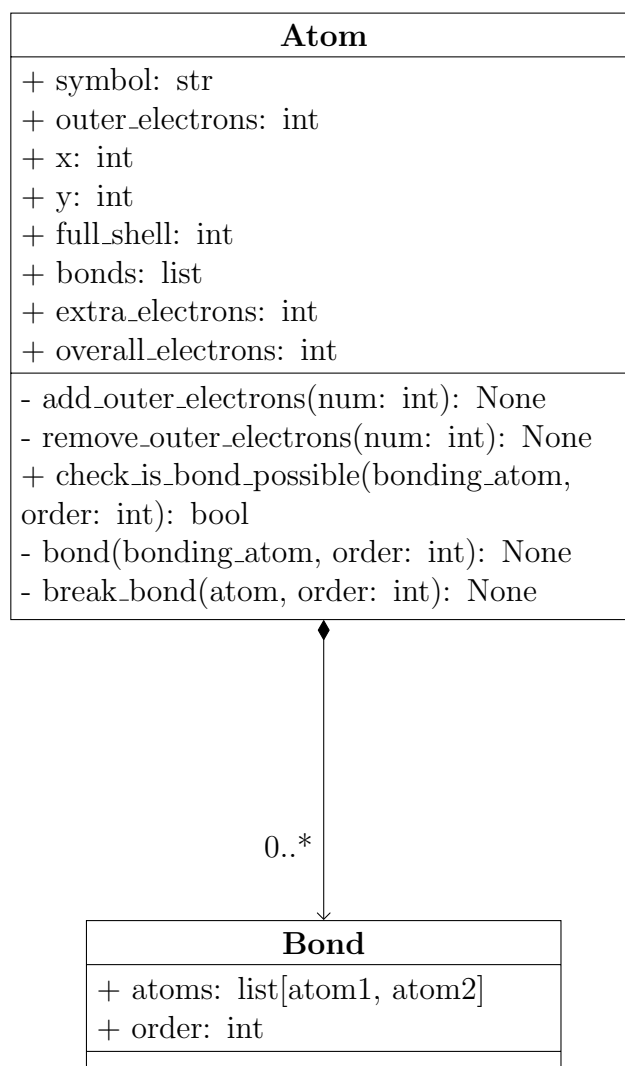 Atom
+ symbol: str
+ outer_electrons: int
+ x: int
+ y: int
+ full_shell: int
+ bonds: list
+ extra_electrons: int
+ overall_electrons: int
- add_outer_electrons(num: int): None
- remove_outer_electrons(num: int): None
+ check_is_bond_possible(bonding_atom,
order: int): bool
- bond(bonding_atom, order: int): None
- break_bond(atom, order: int): None
0..*
Bond
+ atoms: list[atom1, atom2]
+ order: int